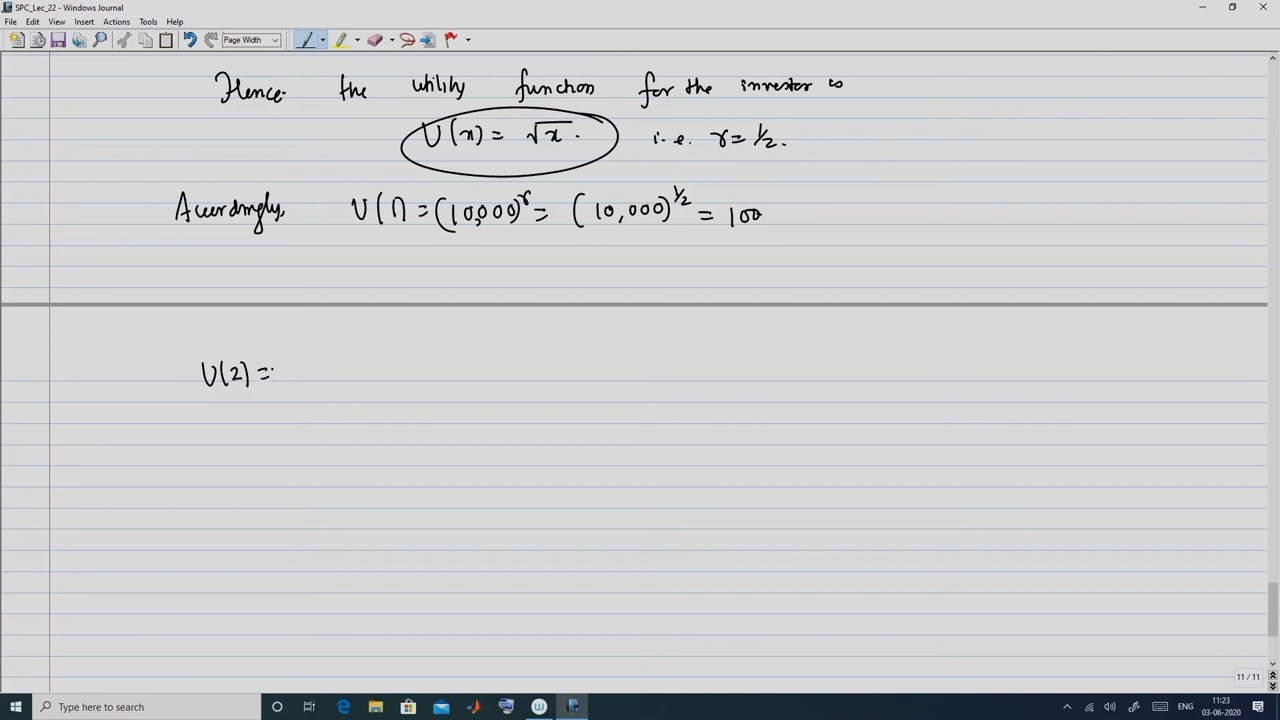 SPC_Lec_22 - Windows Journal
File Edit View Insert Actions Tools Help
Page Width
Hence the utility function for the investor is
U(x) = √x. i.e. γ = 1/2.
Accordingly, U(1) = (10,000)^γ = (10,000)^1/2 = 100
U(2) =
11 / 11
Type here to search
ENG
11:23
03-06-2020